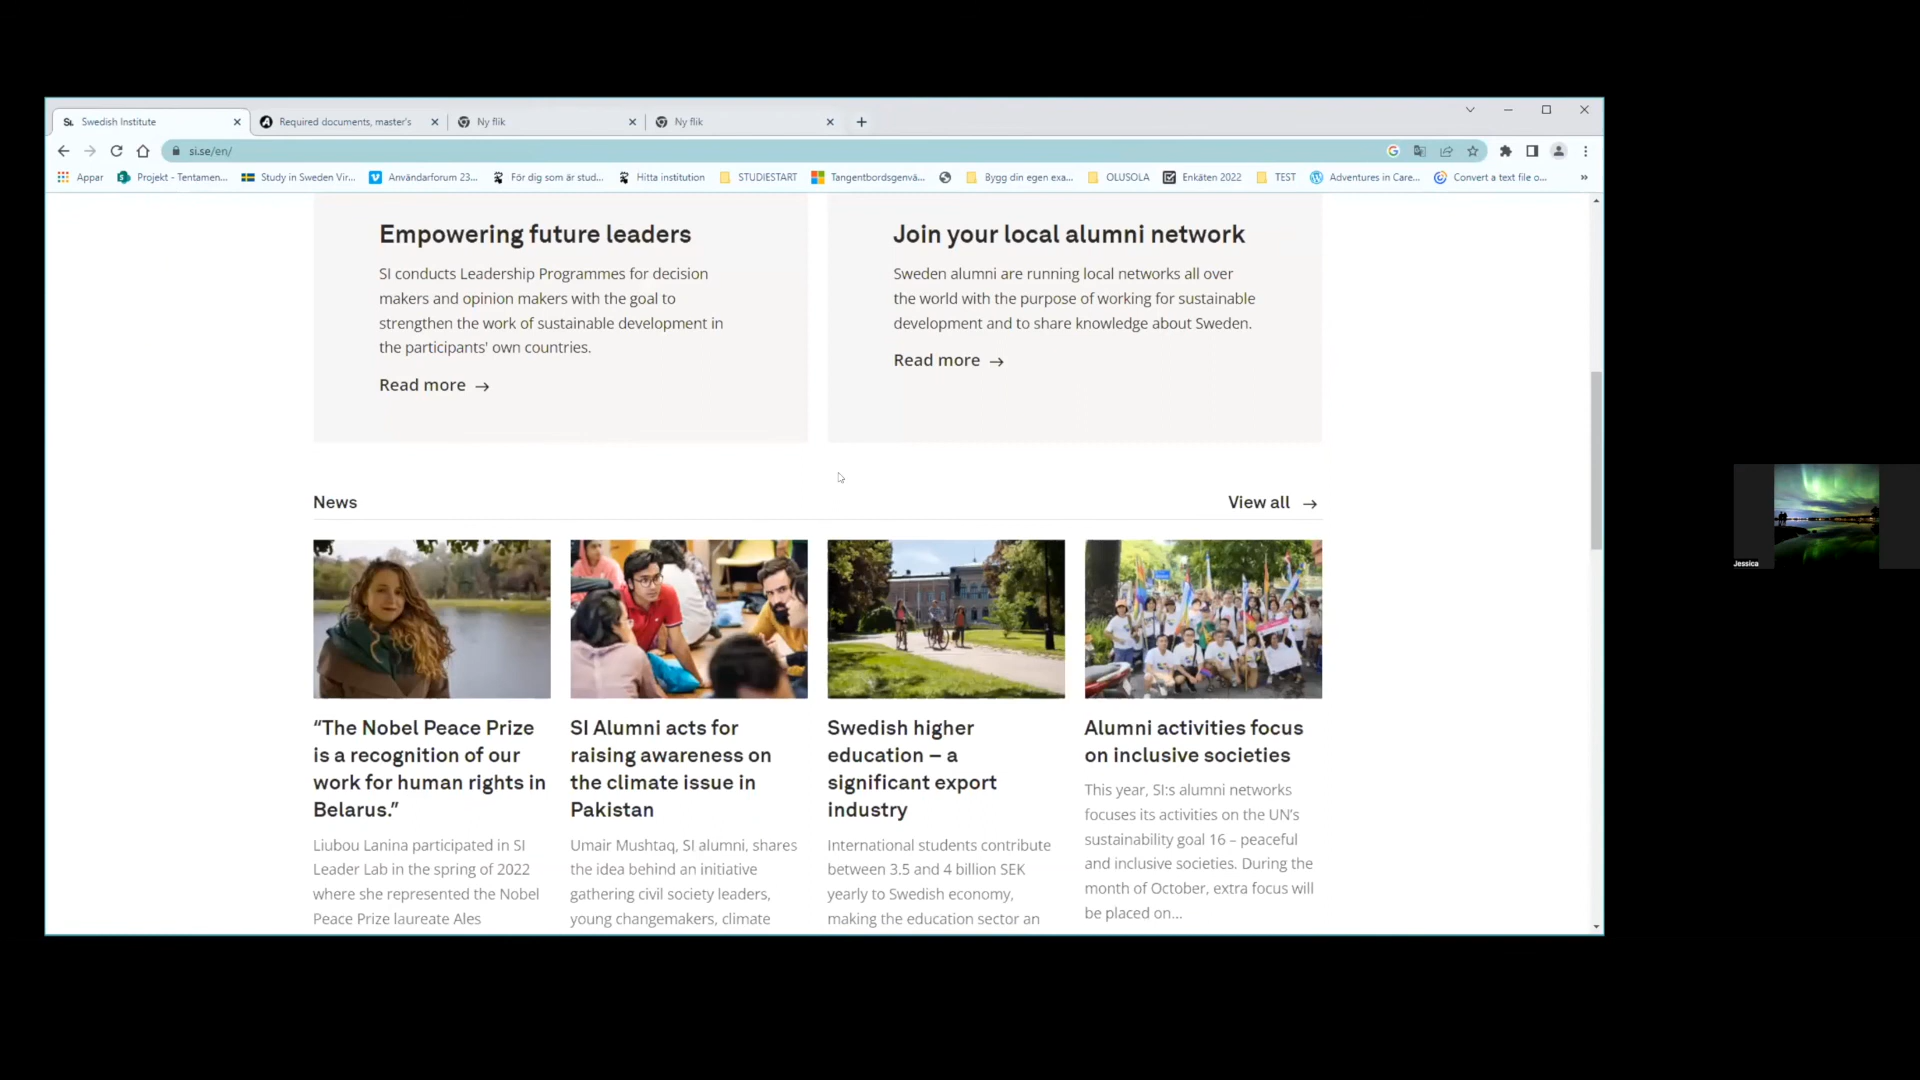 Swedish Institute
Required documents, master's
Ny flik
Ny flik
si.se/en/
Appar
Projekt - Tentamen...
Study in Sweden Vir...
Användarforum 23...
För dig som är stud...
Hitta institution
STUDIESTART
Tangentbordsgenvä...
Bygg din egen exa...
OLUSOLA
Enkäten 2022
TEST
Adventures in Care...
Convert a text file o...
Empowering future leaders
SI conducts Leadership Programmes for decision
makers and opinion makers with the goal to
strengthen the work of sustainable development in
the participants' own countries.
Read more
Join your local alumni network
Sweden alumni are running local networks all over
the world with the purpose of working for sustainable
development and to share knowledge about Sweden.
Read more
News
View all
“The Nobel Peace Prize
is a recognition of our
work for human rights in
Belarus.”
Liubou Lanina participated in SI
Leader Lab in the spring of 2022
where she represented the Nobel
Peace Prize laureate Ales
SI Alumni acts for
raising awareness on
the climate issue in
Pakistan
Umair Mushtaq, SI alumni, shares
the idea behind an initiative
gathering civil society leaders,
young changemakers, climate
Swedish higher
education – a
significant export
industry
International students contribute
between 3.5 and 4 billion SEK
yearly to Swedish economy,
making the education sector an
Alumni activities focus
on inclusive societies
This year, SI:s alumni networks
focuses its activities on the UN's
sustainability goal 16 – peaceful
and inclusive societies. During the
month of October, extra focus will
be placed on...
Jessica